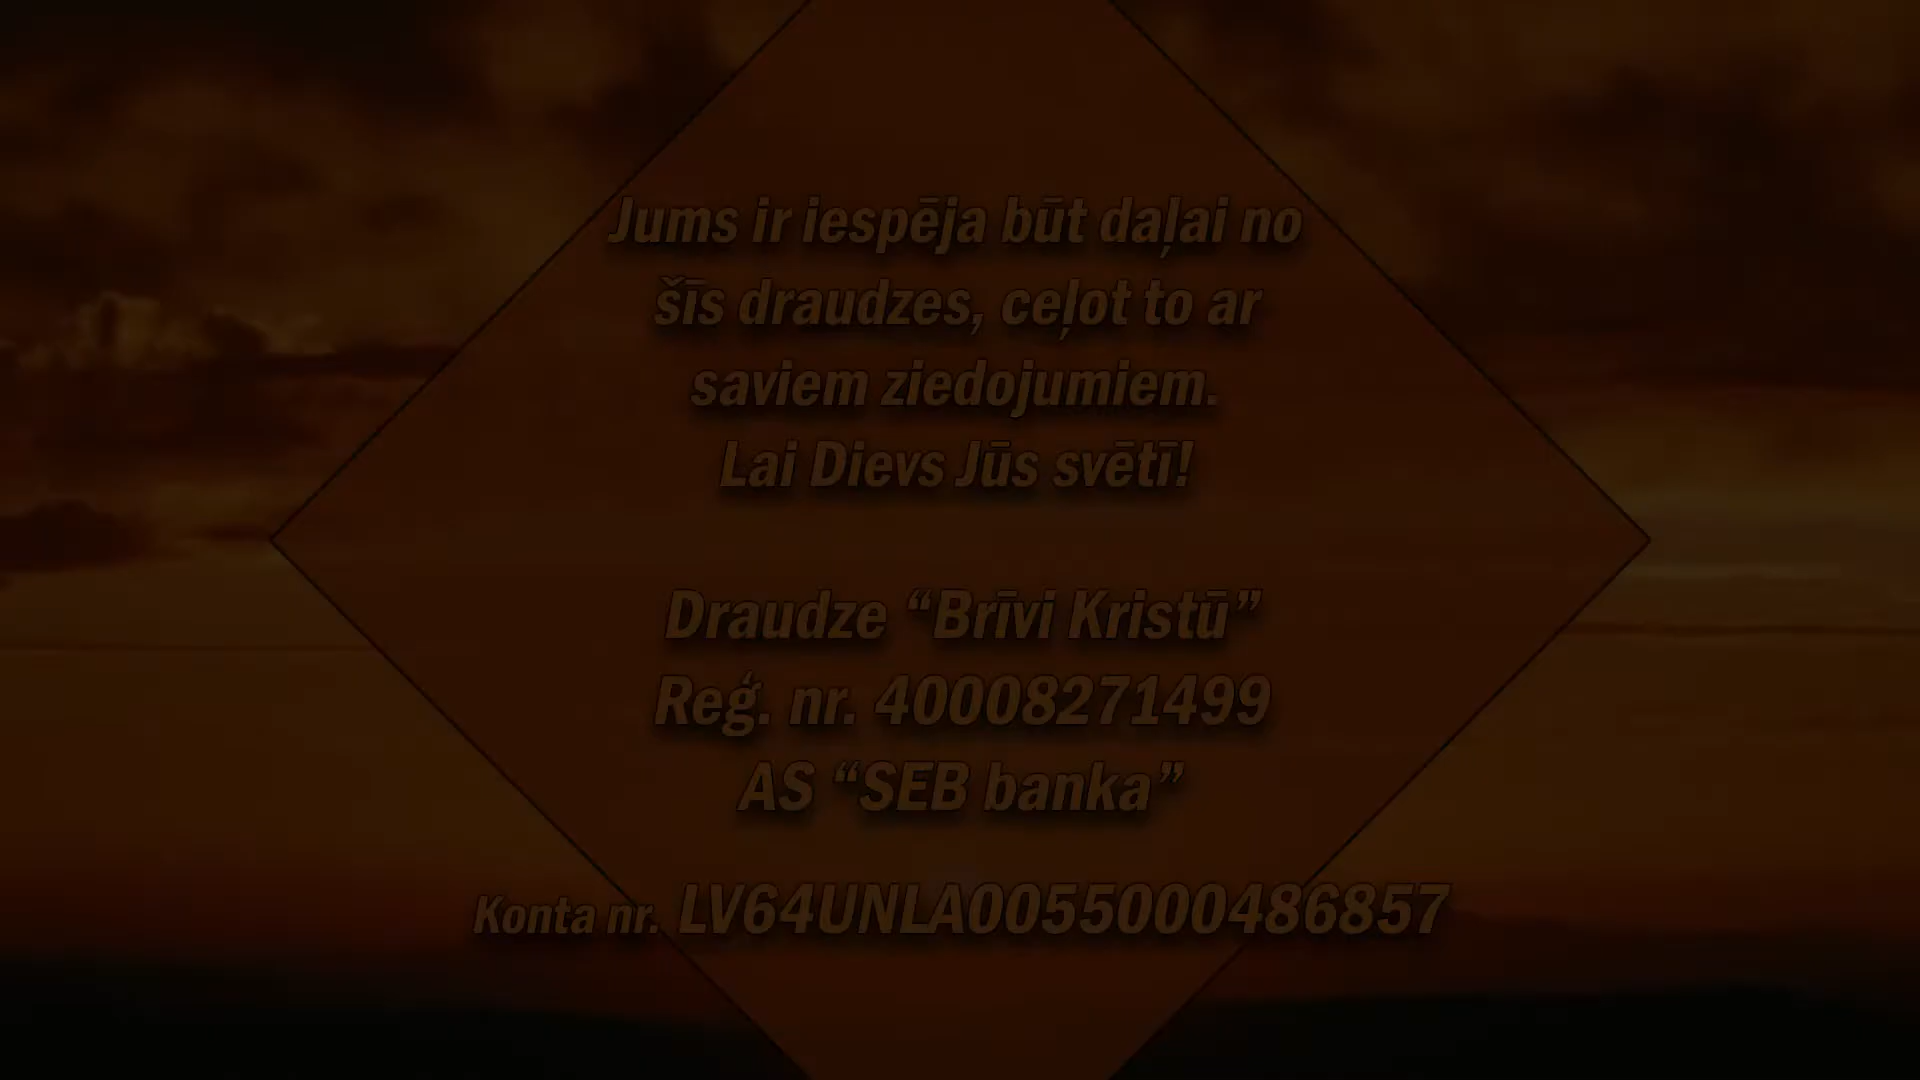 Jums ir iespēja būt daļai no
šīs draudzes, ceļot to ar
saviem ziedojumiem.
Lai Dievs Jūs svētī!
Draudze “Brīvi Kristū”
Reģ. nr. 40008271499
AS “SEB banka”
Konta nr. LV64UNLA0055000486857